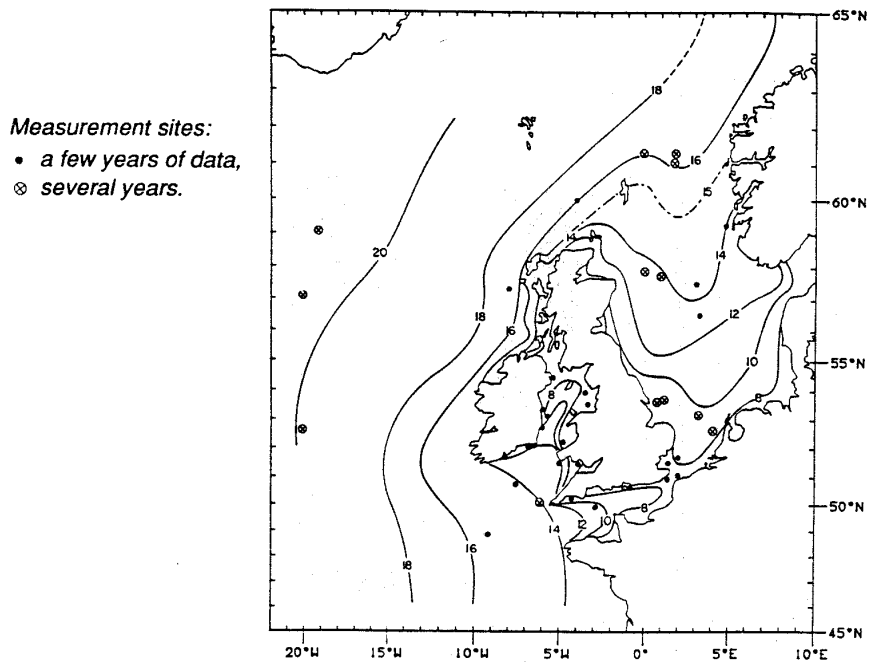 Measurement sites:
• a few years of data,
⊗ several years.
65°N
18
16
60°N
15
20
14
14
12
18
16
55°N
10
8
8
50°N
14
12
10
8
18
16
45°N
20°W
15°W
10°W
5°W
0°
5°E
10°E